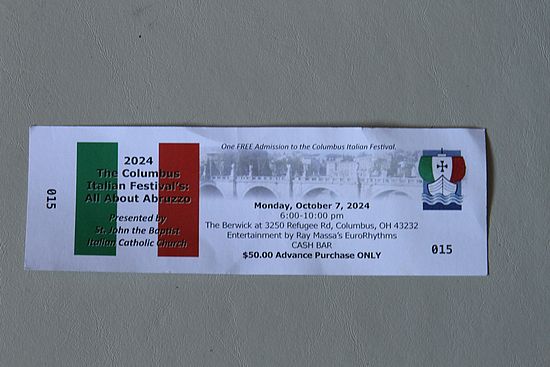 015
2024
The Columbus
Italian Festival's:
All About Abruzzo
Presented by
St. John the Baptist
Italian Catholic Church
One FREE Admission to the Columbus Italian Festival.
Monday, October 7, 2024
6:00-10:00 pm
The Berwick at 3250 Refugee Rd, Columbus, OH 43232
Entertainment by Ray Massa's EuroRhythms
CASH BAR
$50.00 Advance Purchase ONLY
015